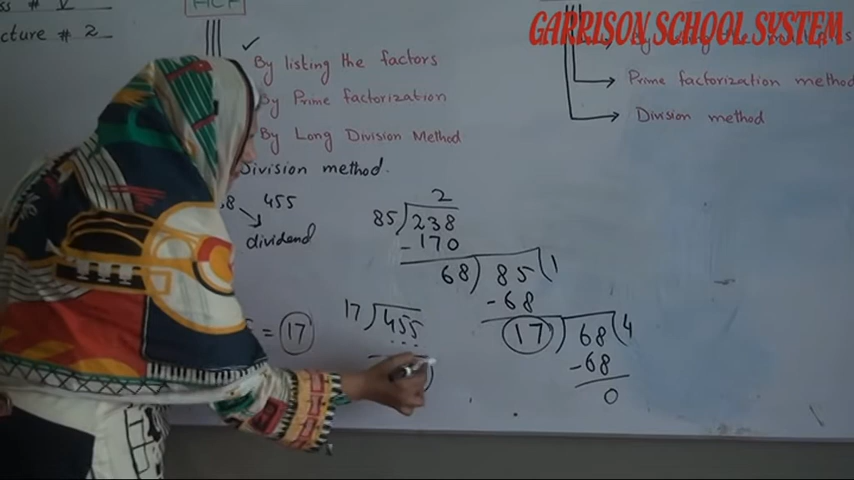 HCF
GARRISON SCHOOL SYSTEM
cture # 2
✓
By listing the factors
By Prime factorization
By Long Division Method
Prime factorization method
Division method
Division method.
455
dividend
2
85) 238
-170
68) 85 (1
-68
17) 68 (4
-68
0
= 17
17) 455